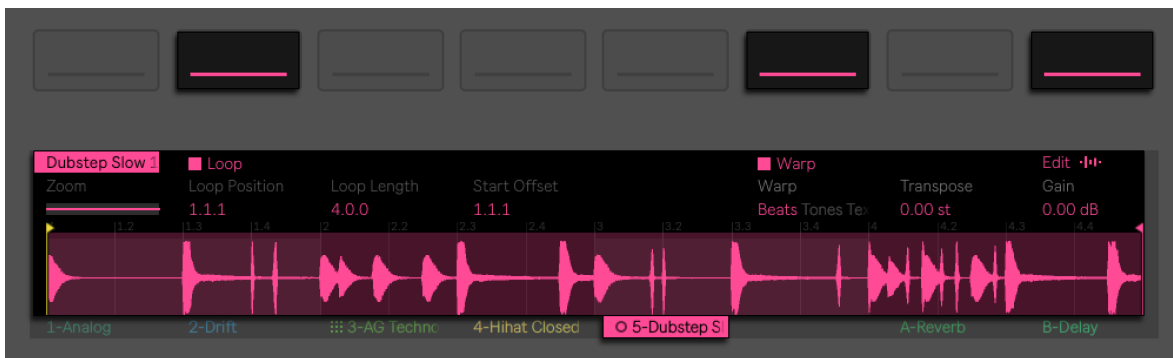 Dubstep Slow 1 Loop Warp Edit
Zoom Loop Position Loop Length Start Offset Warp Transpose Gain
1.1.1 4.0.0 1.1.1 Beats Tones Tex 0.00 st 0.00 dB
1.2 1.3 1.4 2 2.2 2.3 2.4 3 3.2 3.3 3.4 4 4.2 4.3 4.4
1-Analog 2-Drift 3-AG Techno 4-Hihat Closed 5-Dubstep Sl A-Reverb B-Delay